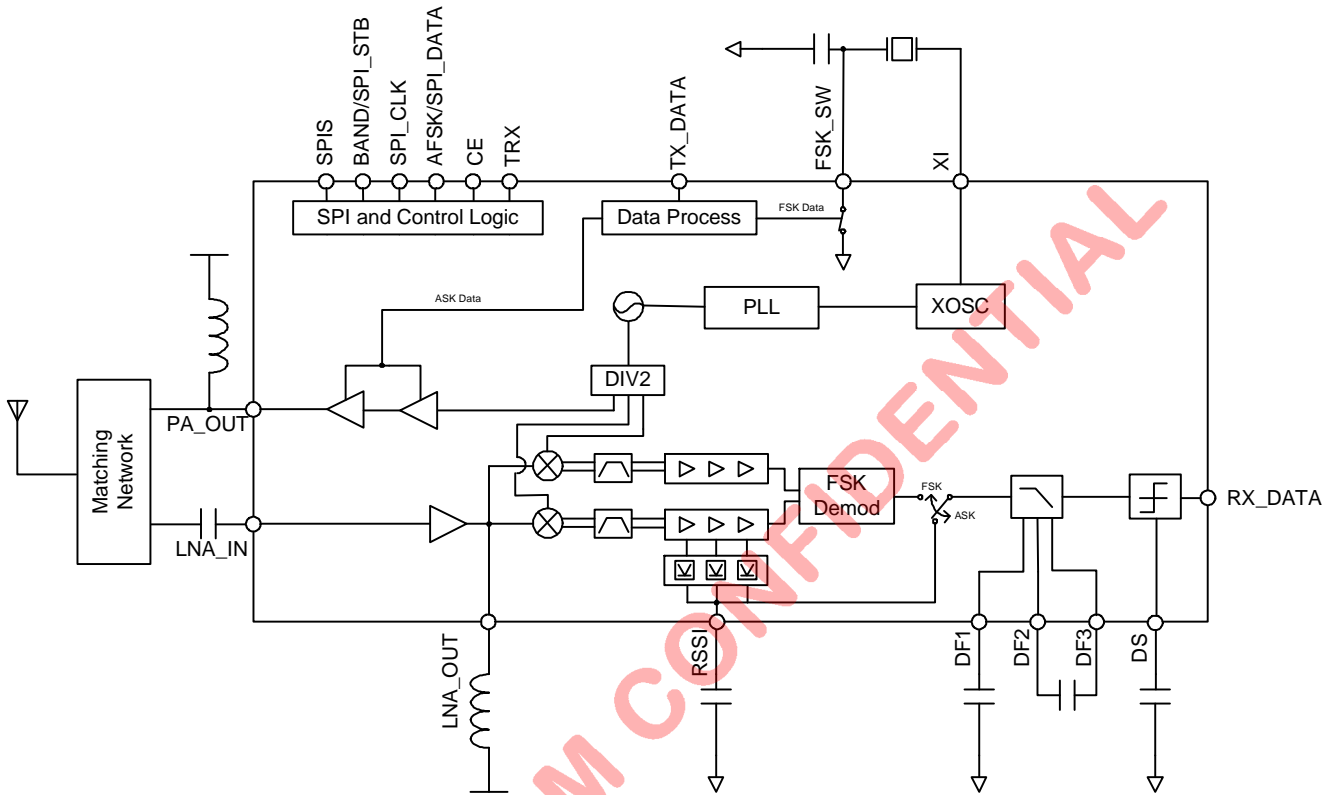 SPIS
BAND/SPI_STB
SPI_CLK
AFSK/SPI_DATA
CE
TRX
TX_DATA
FSK_SW
XI
SPI and Control Logic
Data Process
FSK Data
ASK Data
PLL
XOSC
DIV2
Matching
Network
PA_OUT
LNA_IN
FSK
Demod
FSK
ASK
RX_DATA
LNA_OUT
RSSI
DF1
DF2
DF3
DS
M CONFIDENTIAL